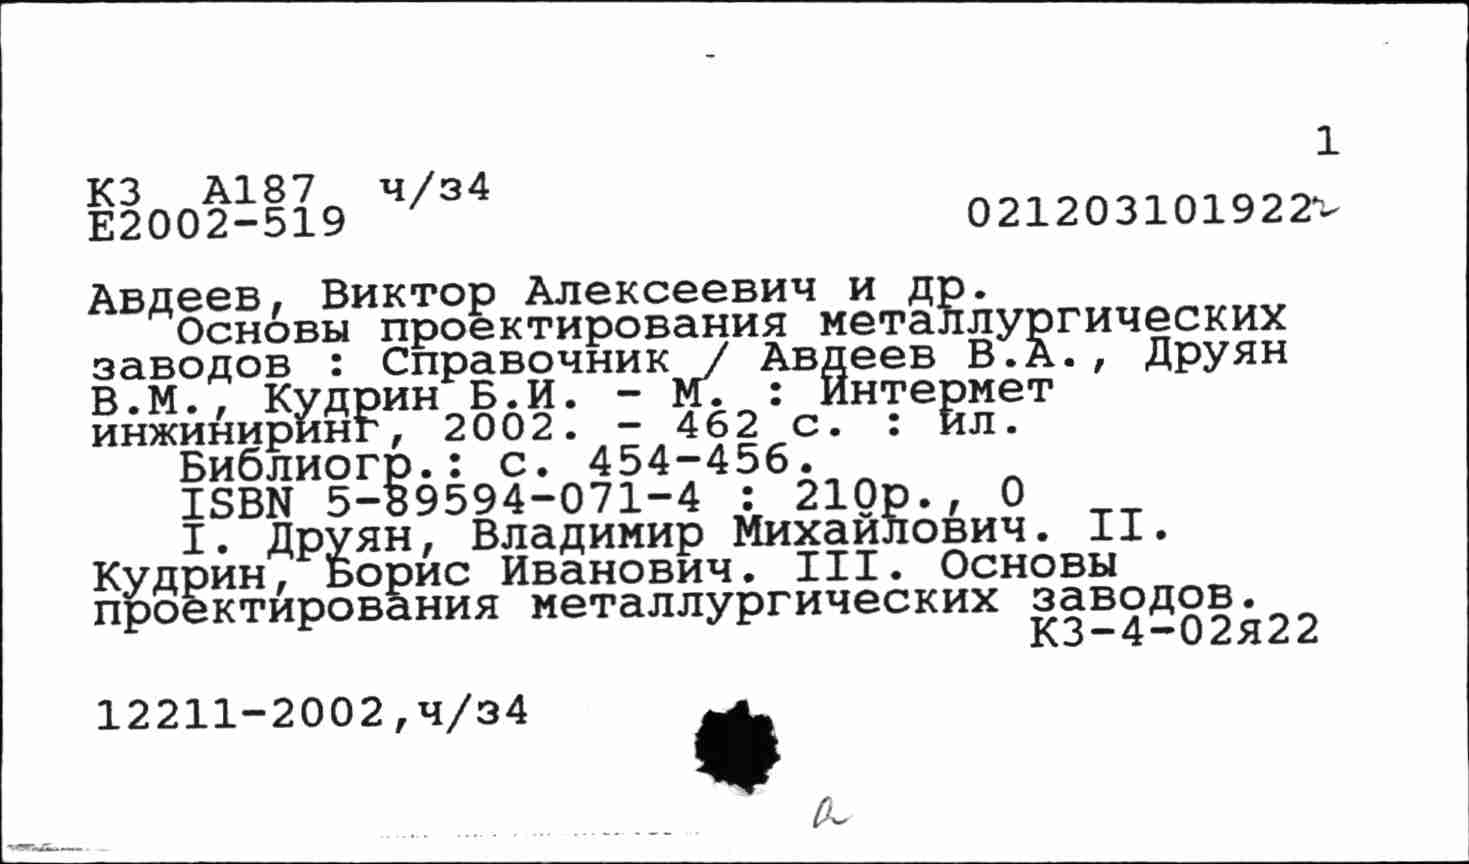 1
К3 А187 ч/з4
Е2002-519
021203101922
Авдеев, Виктор Алексеевич и др.
Основы проектирования металлургических
заводов : Справочник / Авдеев В.А., Друян
В.М., Кудрин Б.И. - М. : Интермет
инжиниринг, 2002. - 462 с. : ил.
Библиогр.: с. 454-456.
ISBN 5-89594-071-4 : 210р., 0
I. Друян, Владимир Михайлович. II.
Кудрин, Борис Иванович. III. Основы
проектирования металлургических заводов.
К3-4-02я22
12211-2002,ч/з4